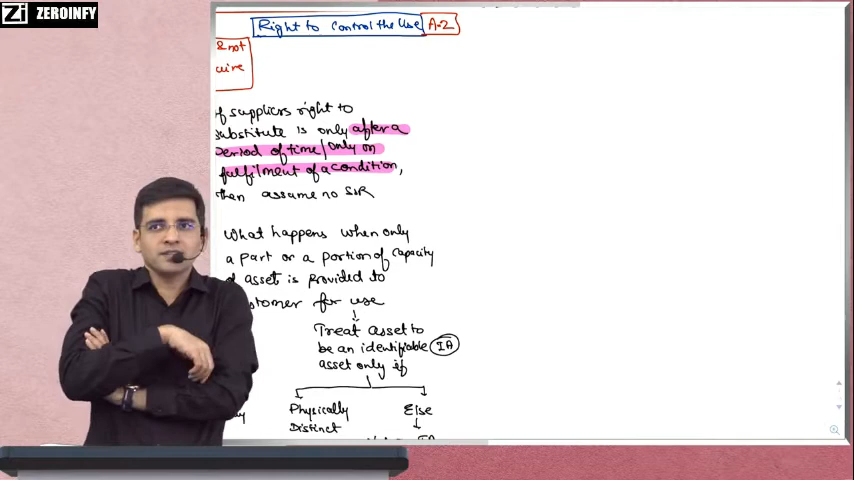 Zi ZEROINFY
Right to Control the Use A-2
& not
uire
of suppliers right to
substitute is only after a
period of time/only on
fulfilment of a condition,
then assume no SSR
What happens when only
a part or a portion of capacity
of asset is provided to
customer for use
Treat asset to
be an identifiable IA
asset only if
Physically
Distinct
Else
IA